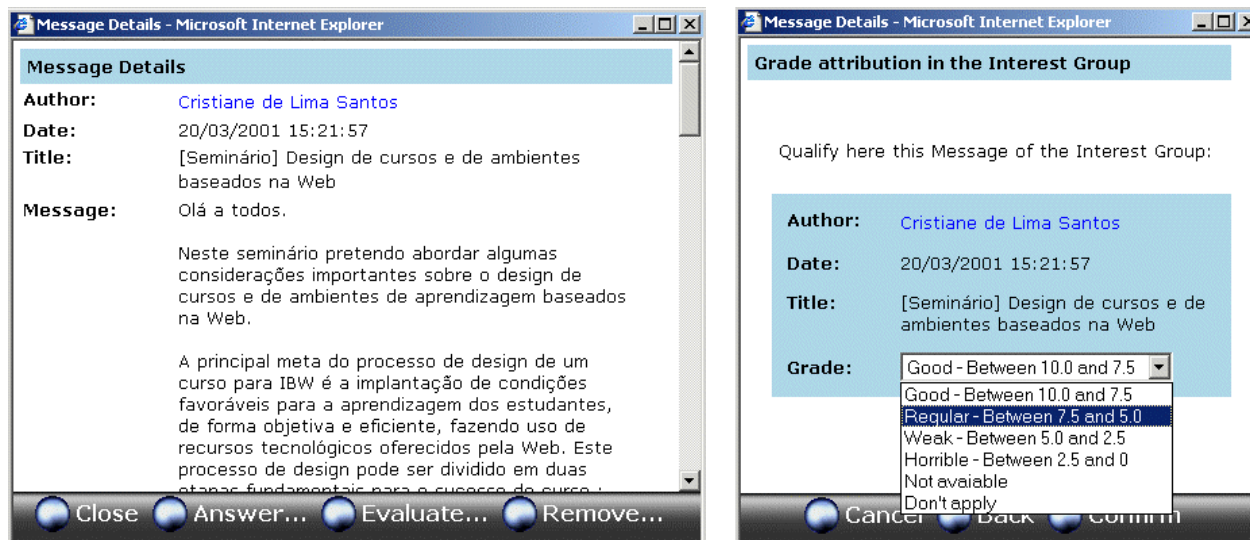 Message Details - Microsoft Internet Explorer
Message Details
Author: Cristiane de Lima Santos
Date: 20/03/2001 15:21:57
Title: [Seminário] Design de cursos e de ambientes
baseados na Web
Message: Olá a todos.
Neste seminário pretendo abordar algumas
considerações importantes sobre o design de
cursos e de ambientes de aprendizagem baseados
na Web.
A principal meta do processo de design de um
curso para IBW é a implantação de condições
favoráveis para a aprendizagem dos estudantes,
de forma objetiva e eficiente, fazendo uso de
recursos tecnológicos oferecidos pela Web. Este
processo de design pode ser dividido em duas
etapas fundamentais para o sucesso do curso :
Close Answer... Evaluate... Remove...
Message Details - Microsoft Internet Explorer
Grade attribution in the Interest Group
Qualify here this Message of the Interest Group:
Author: Cristiane de Lima Santos
Date: 20/03/2001 15:21:57
Title: [Seminário] Design de cursos e de
ambientes baseados na Web
Grade: Good - Between 10.0 and 7.5
Good - Between 10.0 and 7.5
Regular - Between 7.5 and 5.0
Weak - Between 5.0 and 2.5
Horrible - Between 2.5 and 0
Not avaiable
Don't apply
Cancel Back Confirm